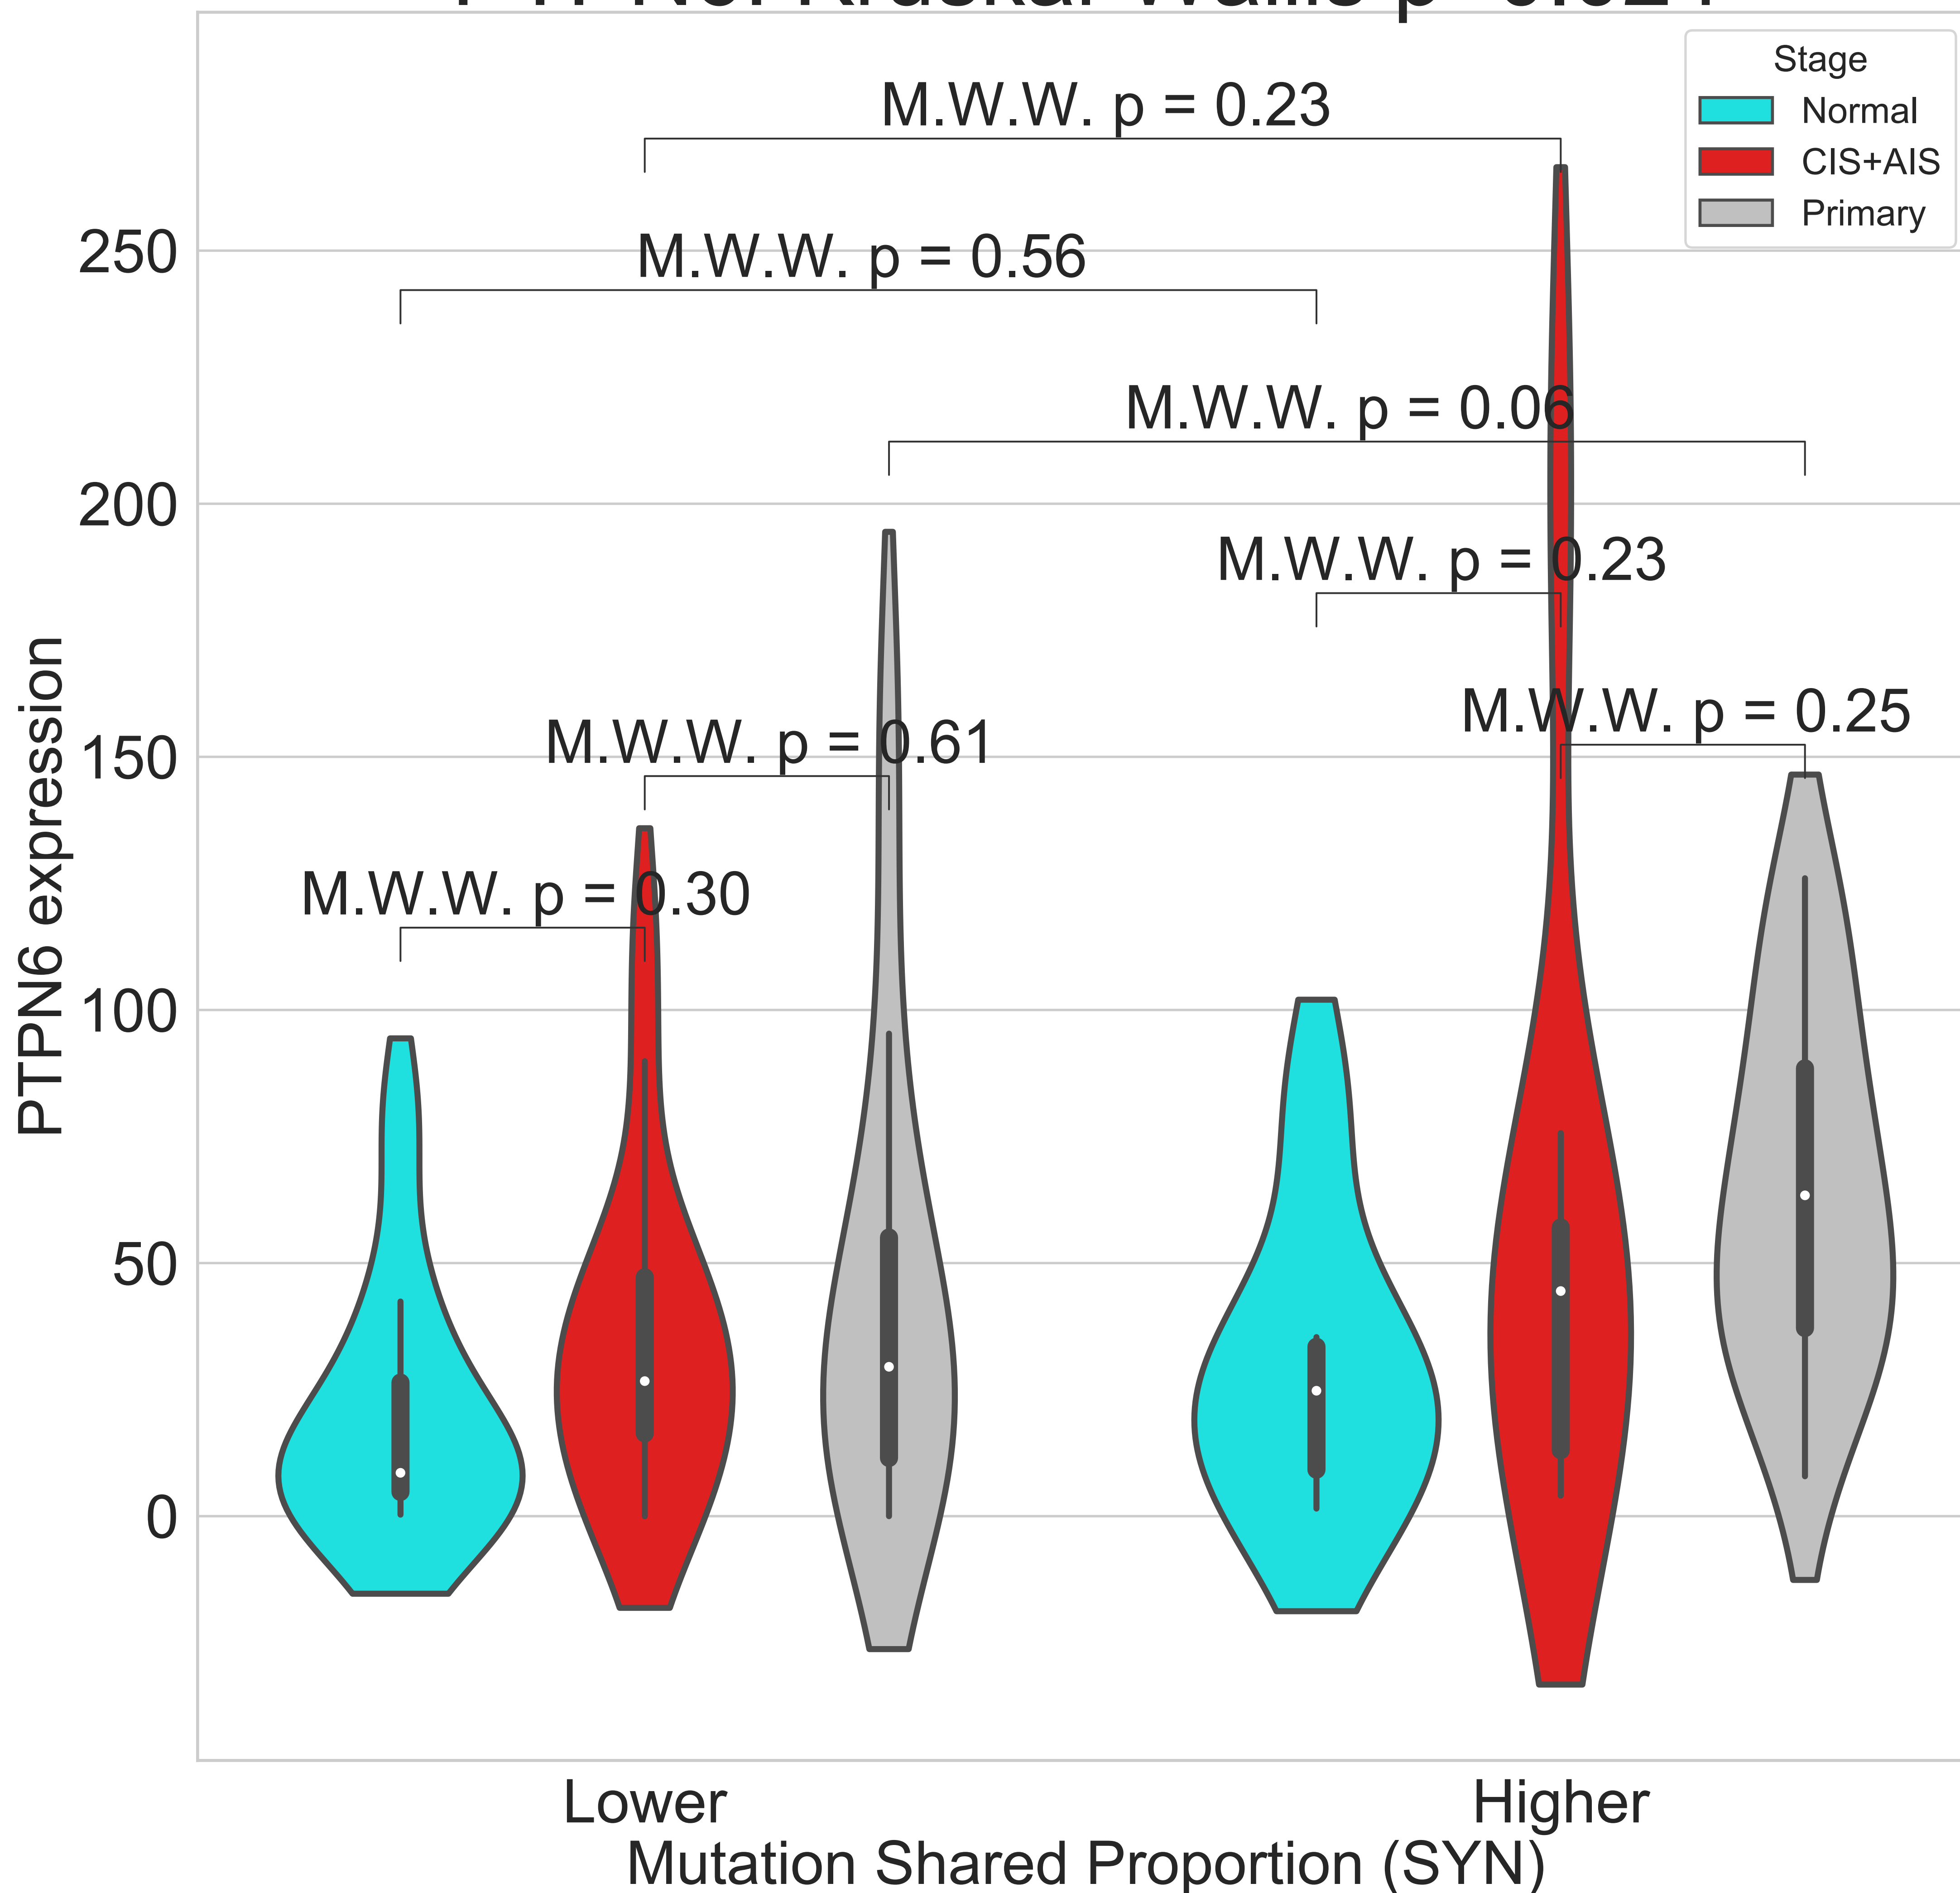 Stage
Normal
CIS+AIS
Primary
M.W.W. p = 0.23
M.W.W. p = 0.56
M.W.W. p = 0.06
M.W.W. p = 0.23
M.W.W. p = 0.25
M.W.W. p = 0.61
M.W.W. p = 0.30
250
200
150
100
50
0
PTPN6 expression
Lower
Higher
Mutation Shared Proportion (SYN)